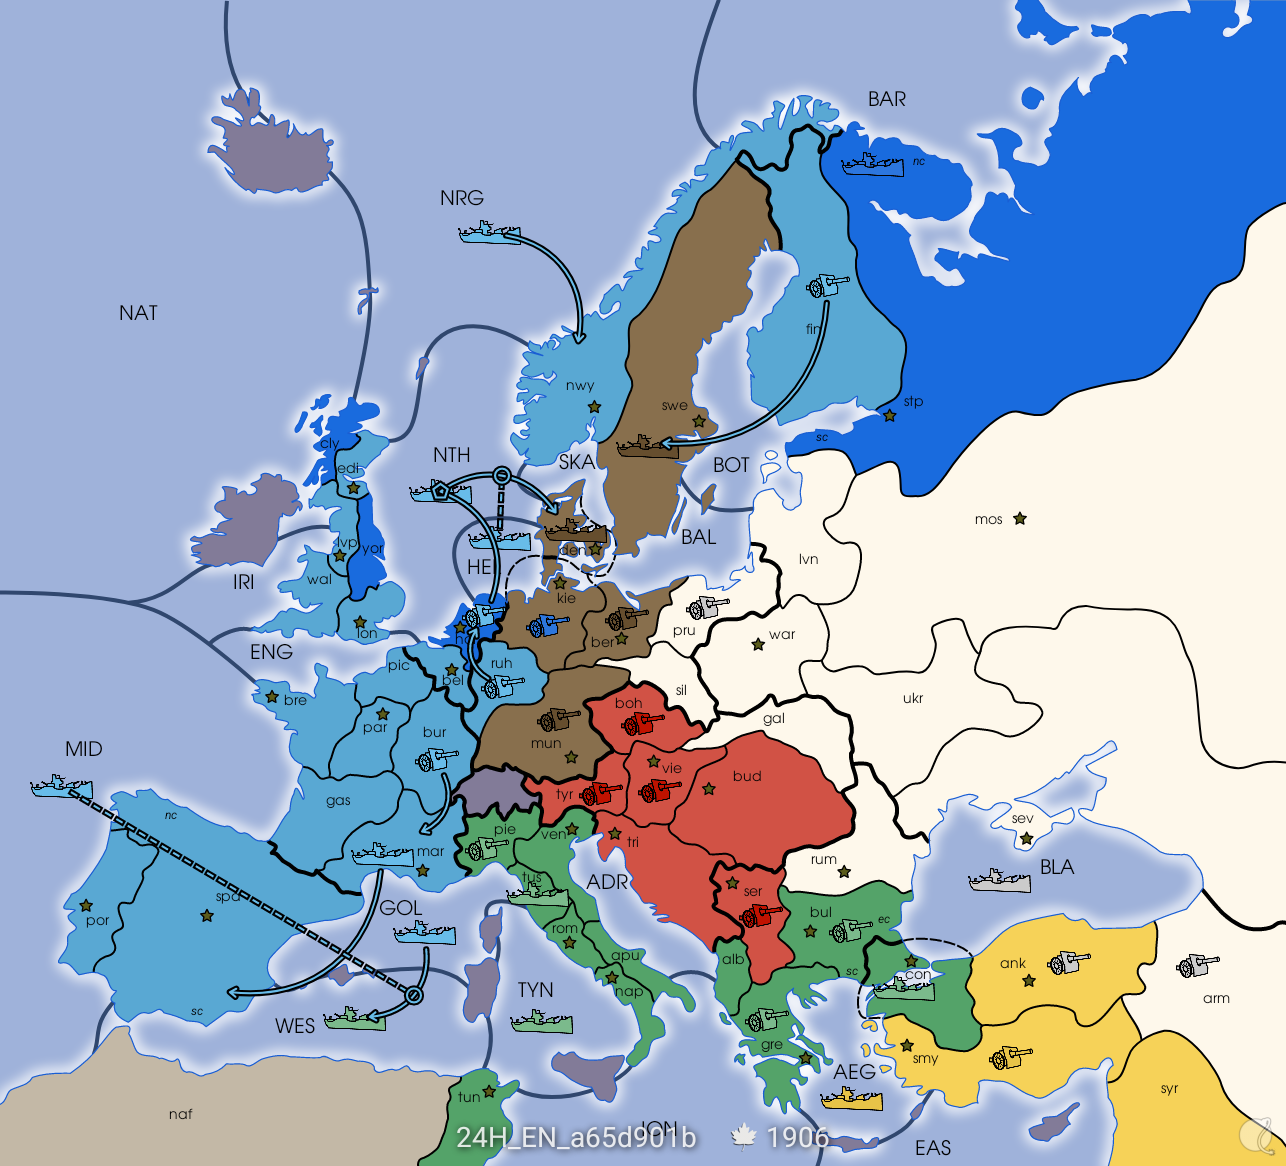 BAR
nc
NRG
NAT
fin
nwy
swe
stp
sc
cly
edi
NTH
SKA
BOT
mos
lvp
yor
den
BAL
wal
HE
IRI
lvn
kie
lon
ber
pru
war
ENG
pic
ruh
bel
sil
bre
ukr
par
boh
gal
bur
mun
MID
vie
bud
tyr
gas
nc
pie
ven
tri
mar
sev
rum
BLA
tus
ADR
ser
spa
por
GOL
bul
ec
rom
apu
alb
con
ank
sc
nap
TYN
arm
WES
sc
gre
smy
AEG
syr
tun
naf
ION
24H_EN_a65d901b 1906
EAS